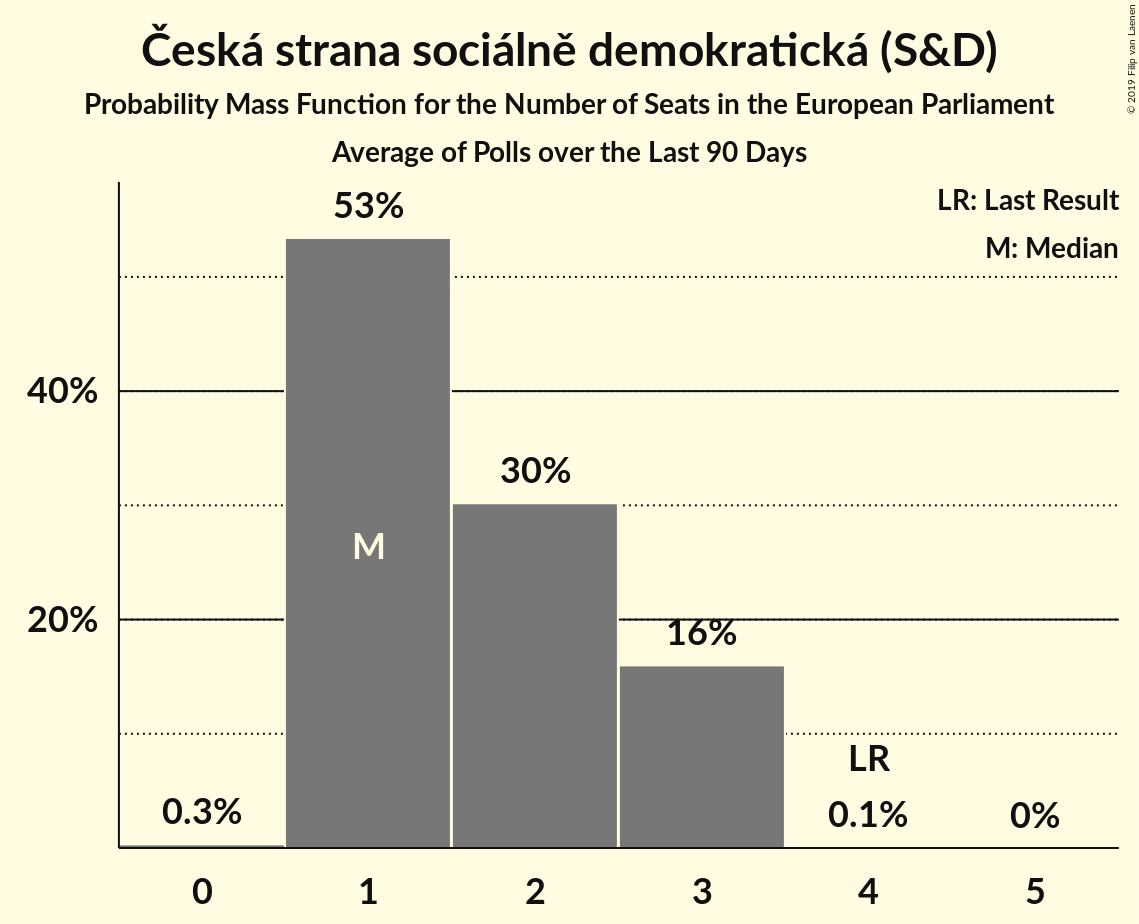 Česká strana sociálně demokratická (S&D)
Probability Mass Function for the Number of Seats in the European Parliament
Average of Polls over the Last 90 Days
© 2019 Filip van Laenen
LR: Last Result
M: Median
53%
40%
30%
M
20%
16%
LR
0.3%
0.1%
0%
0 1 2 3 4 5